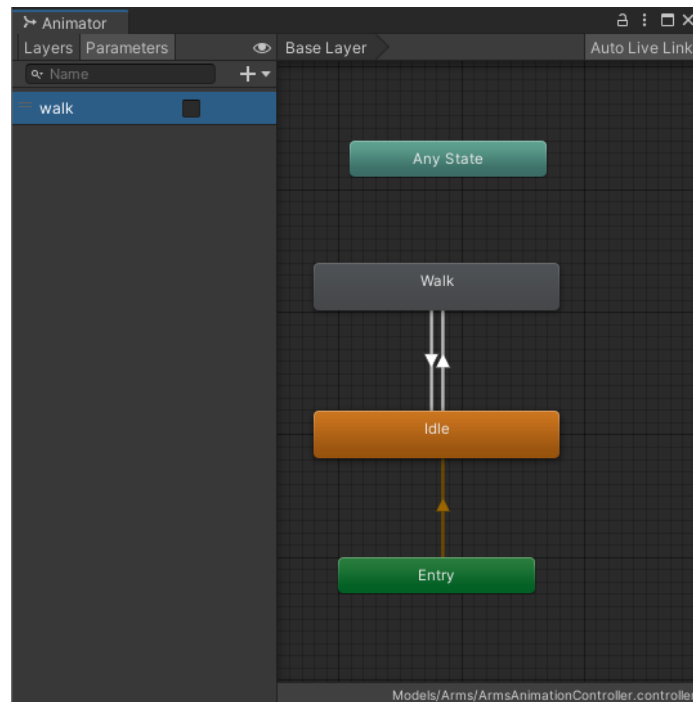 Animator
Layers Parameters
Base Layer
Auto Live Link
Name
walk
Any State
Walk
Idle
Entry
Models/Arms/ArmsAnimationController.controller